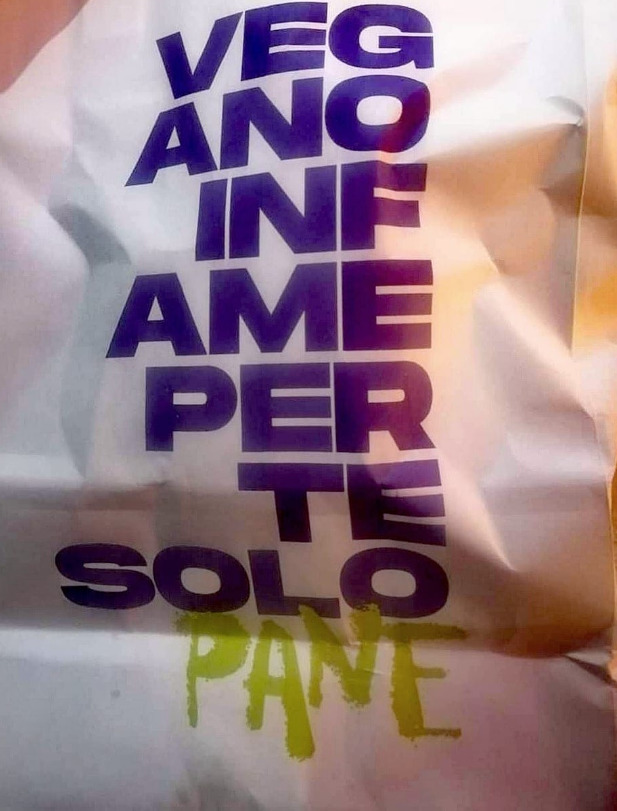 VEG
ANO
INF
AME
PER
TE
SOLO
PANE